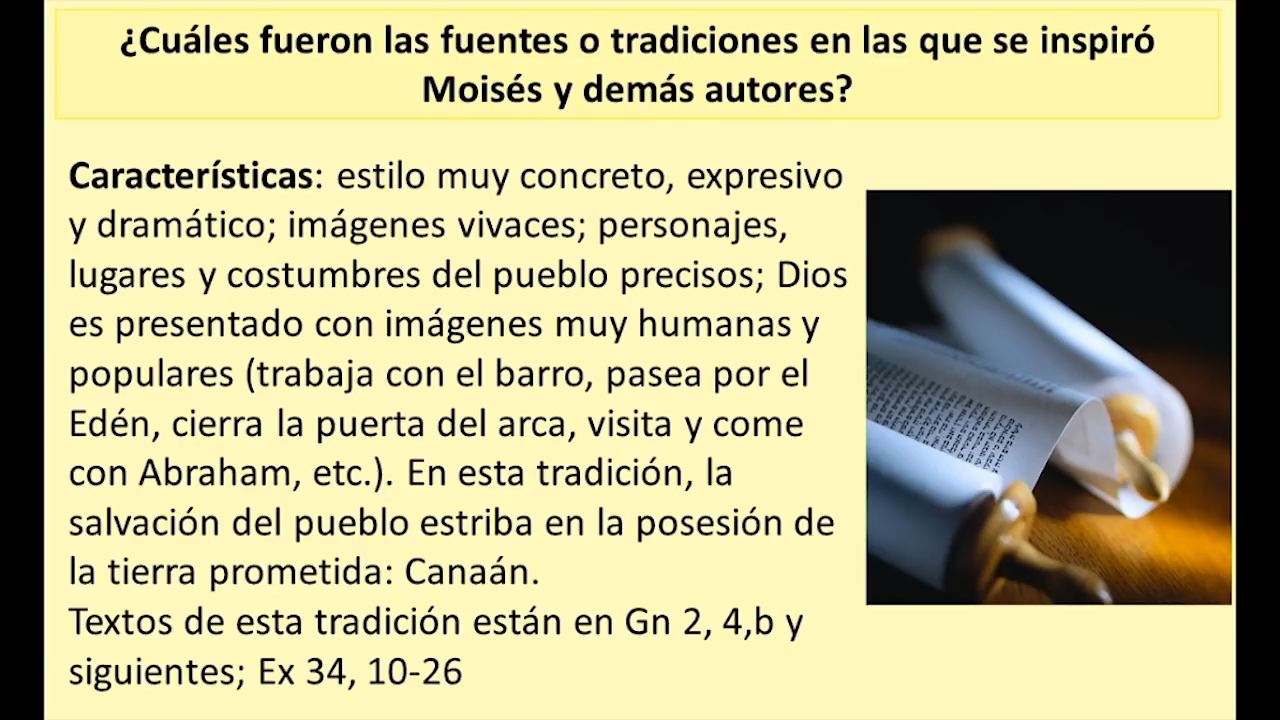 ¿Cuáles fueron las fuentes o tradiciones en las que se inspiró
Moisés y demás autores?
Características: estilo muy concreto, expresivo
y dramático; imágenes vivaces; personajes,
lugares y costumbres del pueblo precisos; Dios
es presentado con imágenes muy humanas y
populares (trabaja con el barro, pasea por el
Edén, cierra la puerta del arca, visita y come
con Abraham, etc.). En esta tradición, la
salvación del pueblo estriba en la posesión de
la tierra prometida: Canaán.
Textos de esta tradición están en Gn 2, 4,b y
siguientes; Ex 34, 10-26